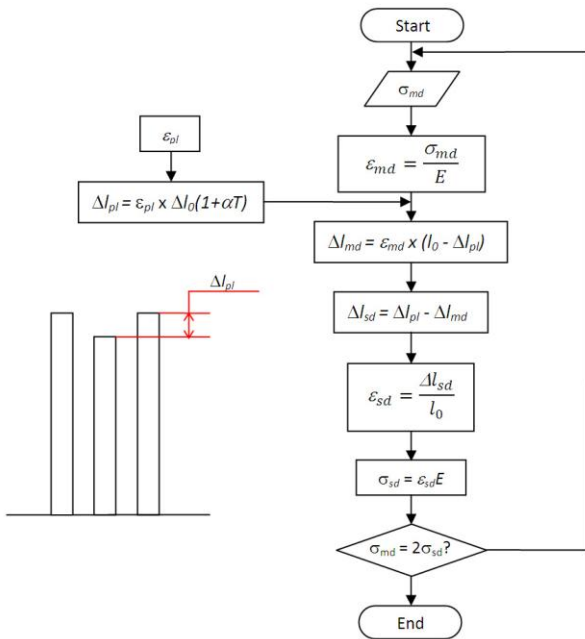 Start
σmd
εpl
εmd = σmd / E
Δlpl = εpl x Δl0(1+αT)
Δlmd = εmd x (l0 - Δlpl)
Δlpl
Δlsd = Δlpl - Δlmd
εsd = Δlsd / l0
σsd = εsdE
σmd = 2σsd?
End